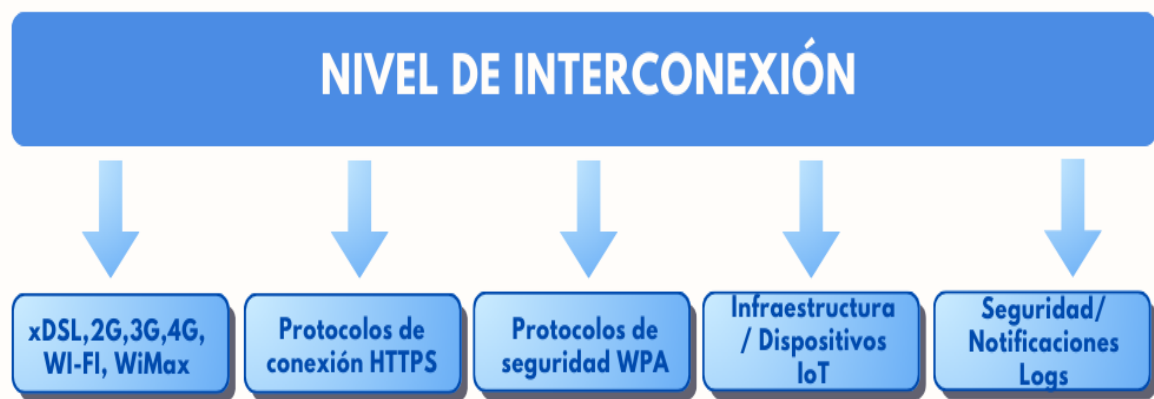 NIVEL DE INTERCONEXIÓN
xDSL,2G,3G,4G,
WI-FI, WiMax
Protocolos de
conexión HTTPS
Protocolos de
seguridad WPA
Infraestructura
/ Dispositivos
IoT
Seguridad/
Notificaciones
Logs